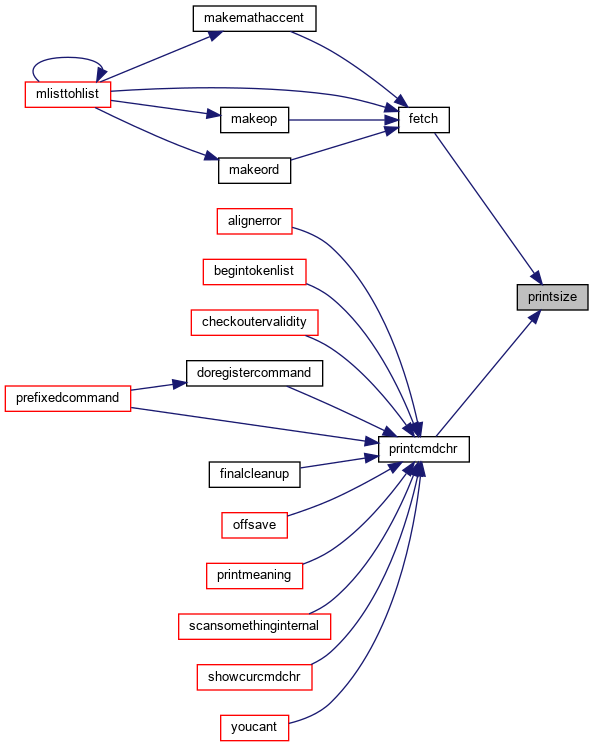 makemathaccent
mlisttohlist
makeop
fetch
makeord
alignerror
begintokenlist
printsize
checkoutervalidity
doregistercommand
prefixedcommand
printcmdchr
finalcleanup
offsave
printmeaning
scansomethinginternal
showcurcmdchr
youcant